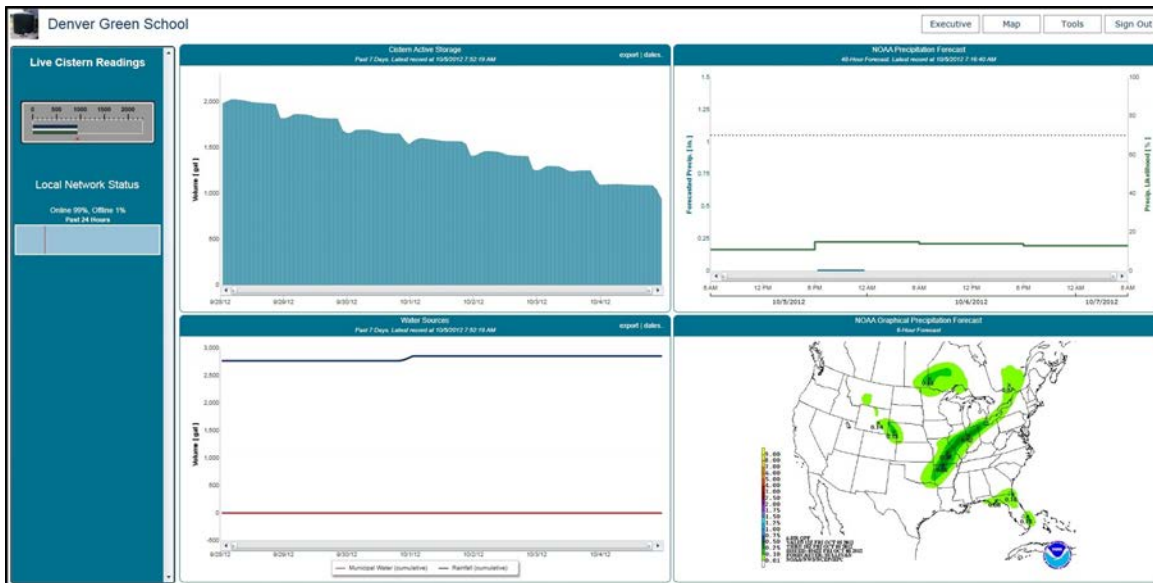 Denver Green School
Executive
Map
Tools
Sign Out
Live Cistern Readings
0 500 1000 1500 2000
Local Network Status
Online 99%, Offline 1%
Past 24 Hours
Cistern Active Storage
Past 7 Days. Latest record at 10/5/2012 7:52:19 AM
export | dates.
Volume [ gal ]
2,000
1,500
1,000
500
0
9/28/12 9/29/12 9/30/12 10/1/12 10/2/12 10/3/12 10/4/12
NOAA Precipitation Forecast
48-Hour Forecast. Latest record at 10/5/2012 7:16:40 AM
Forecasted Precip. [ in. ]
1.5
1.25
1
0.75
0.5
0.25
0
Precip. Likelihood [ % ]
100
80
60
40
20
0
6 AM 12 PM 6 PM 12 AM 6 AM 12 PM 6 PM 12 AM 6 AM
10/5/2012 10/6/2012 10/7/2012
Water Sources
Past 7 Days. Latest record at 10/5/2012 7:52:19 AM
export | dates.
Volume [ gal ]
3,000
2,500
2,000
1,500
1,000
500
0
-500
9/28/12 9/29/12 9/30/12 10/1/12 10/2/12 10/3/12 10/4/12
Municipal Water (cumulative) Rainfall (cumulative)
NOAA Graphical Precipitation Forecast
6-Hour Forecast